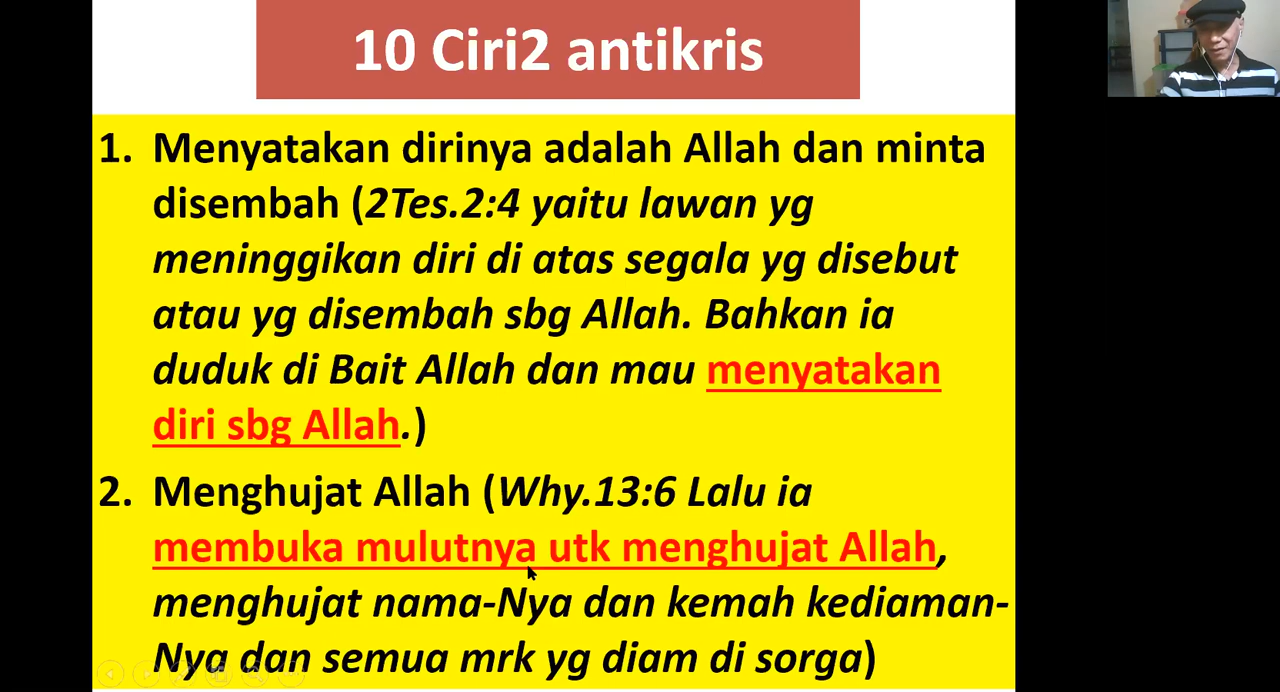 10 Ciri2 antikris
1. Menyatakan dirinya adalah Allah dan minta
disembah (2Tes.2:4 yaitu lawan yg
meninggikan diri di atas segala yg disebut
atau yg disembah sbg Allah. Bahkan ia
duduk di Bait Allah dan mau menyatakan
diri sbg Allah.)
2. Menghujat Allah (Why.13:6 Lalu ia
membuka mulutnya utk menghujat Allah,
menghujat nama-Nya dan kemah kediaman-
Nya dan semua mrk yg diam di sorga)